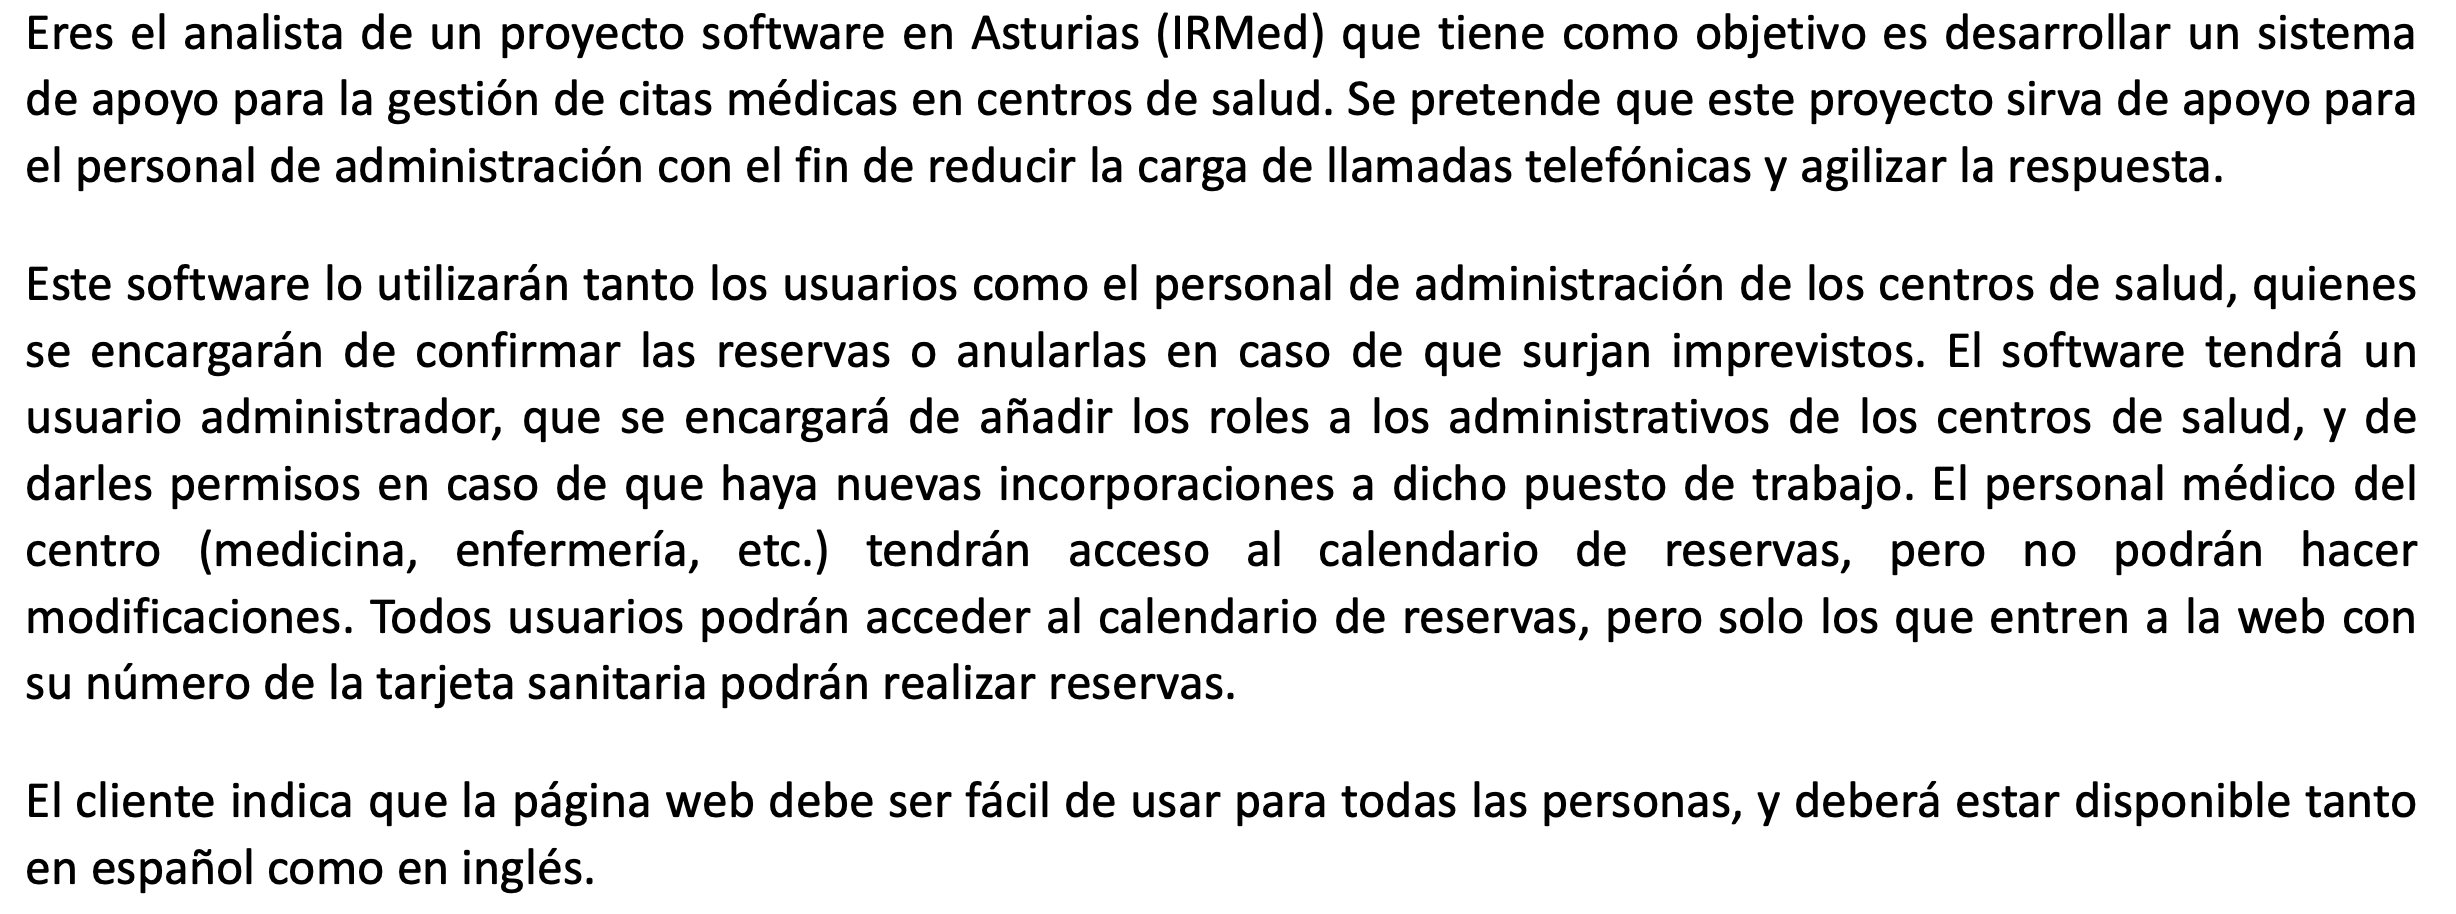 Eres el analista de un proyecto software en Asturias (IRMed) que tiene como objetivo es desarrollar un sistema
de apoyo para la gestión de citas médicas en centros de salud. Se pretende que este proyecto sirva de apoyo para
el personal de administración con el fin de reducir la carga de llamadas telefónicas y agilizar la respuesta.
Este software lo utilizarán tanto los usuarios como el personal de administración de los centros de salud, quienes
se encargarán de confirmar las reservas o anularlas en caso de que surjan imprevistos. El software tendrá un
usuario administrador, que se encargará de añadir los roles a los administrativos de los centros de salud, y de
darles permisos en caso de que haya nuevas incorporaciones a dicho puesto de trabajo. El personal médico del
centro (medicina, enfermería, etc.) tendrán acceso al calendario de reservas, pero no podrán hacer
modificaciones. Todos usuarios podrán acceder al calendario de reservas, pero solo los que entren a la web con
su número de la tarjeta sanitaria podrán realizar reservas.
El cliente indica que la página web debe ser fácil de usar para todas las personas, y deberá estar disponible tanto
en español como en inglés.